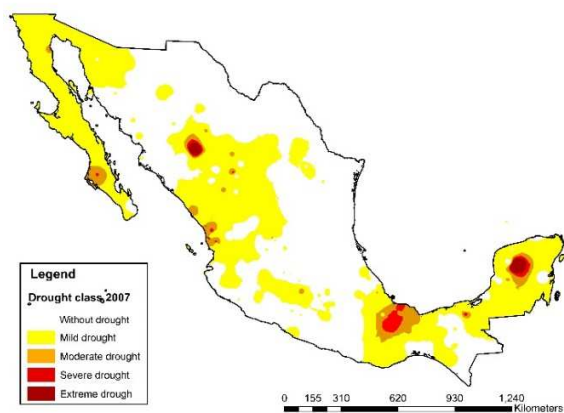 Legend
Drought class 2007
Without drought
Mild drought
Moderate drought
Severe drought
Extreme drough
0 155 310 620 930 1,240
Kilometers